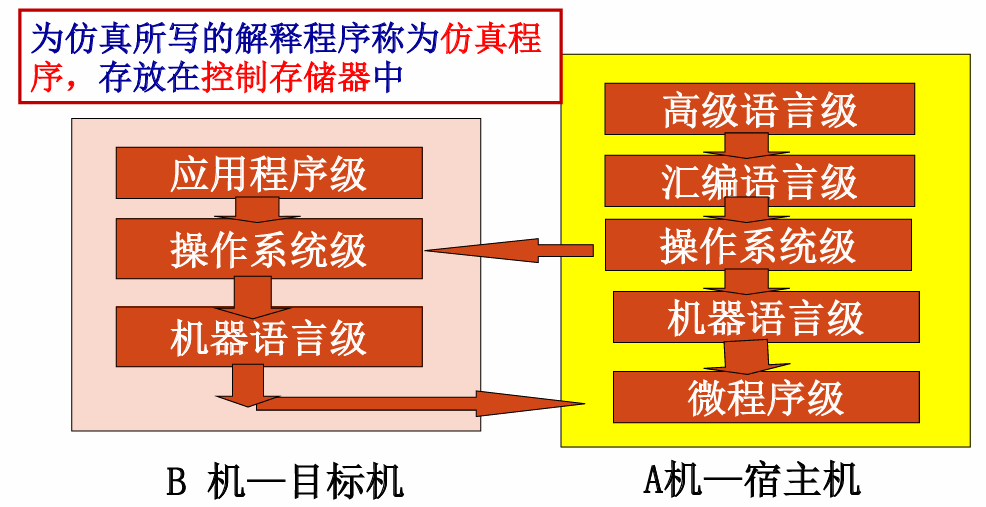 为仿真所写的解释程序称为仿真程
序，存放在控制存储器中
应用程序级
操作系统级
机器语言级
B 机—目标机
高级语言级
汇编语言级
操作系统级
机器语言级
微程序级
A机—宿主机